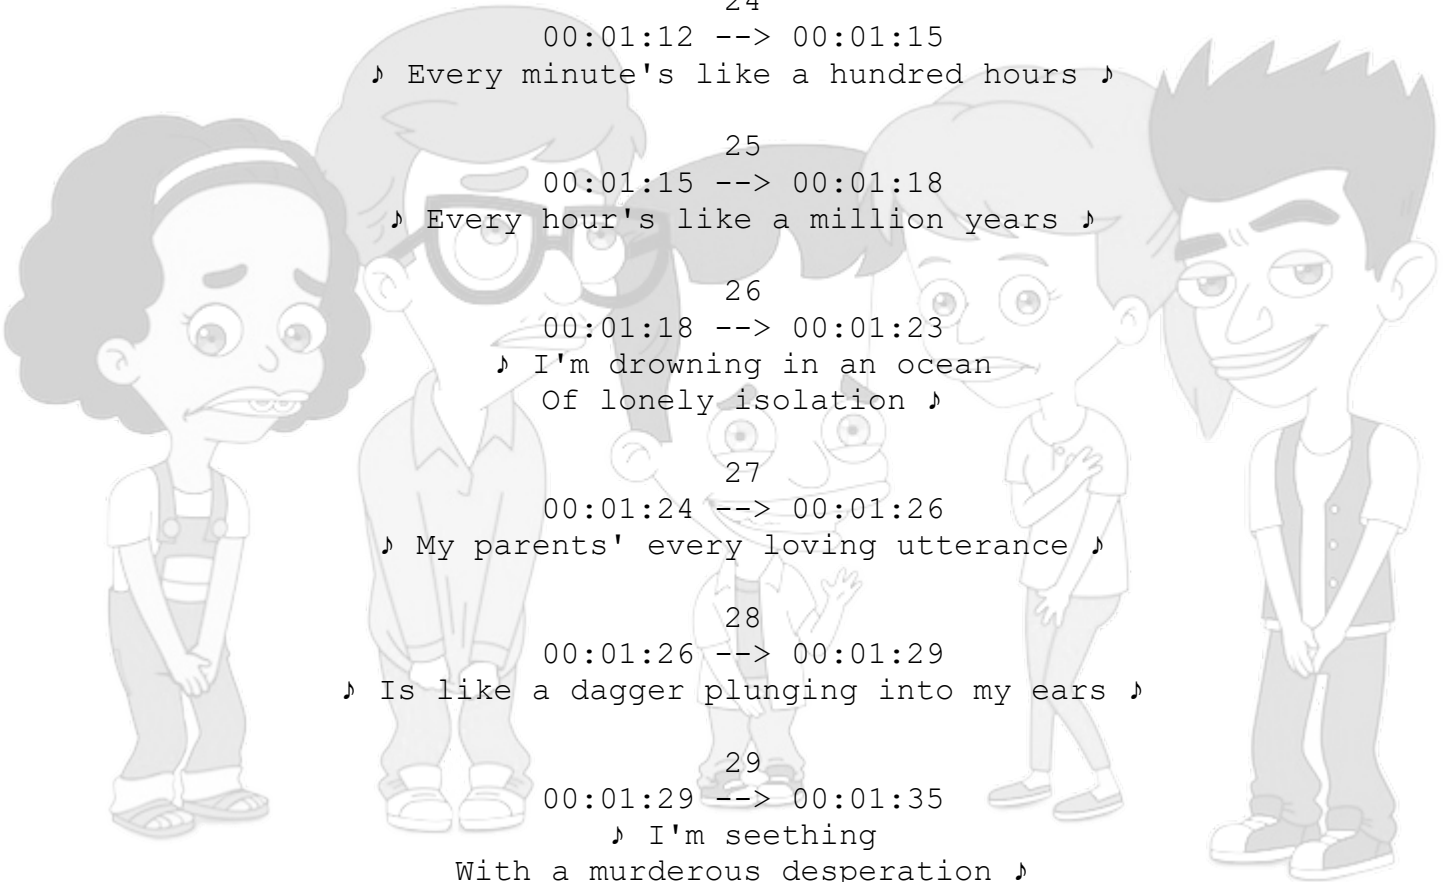 24
00:01:12 --> 00:01:15
♪ Every minute's like a hundred hours ♪
25
00:01:15 --> 00:01:18
♪ Every hour's like a million years ♪
26
00:01:18 --> 00:01:23
♪ I'm drowning in an ocean
Of lonely isolation ♪
27
00:01:24 --> 00:01:26
♪ My parents' every loving utterance ♪
28
00:01:26 --> 00:01:29
♪ Is like a dagger plunging into my ears ♪
29
00:01:29 --> 00:01:35
♪ I'm seething
With a murderous desperation ♪